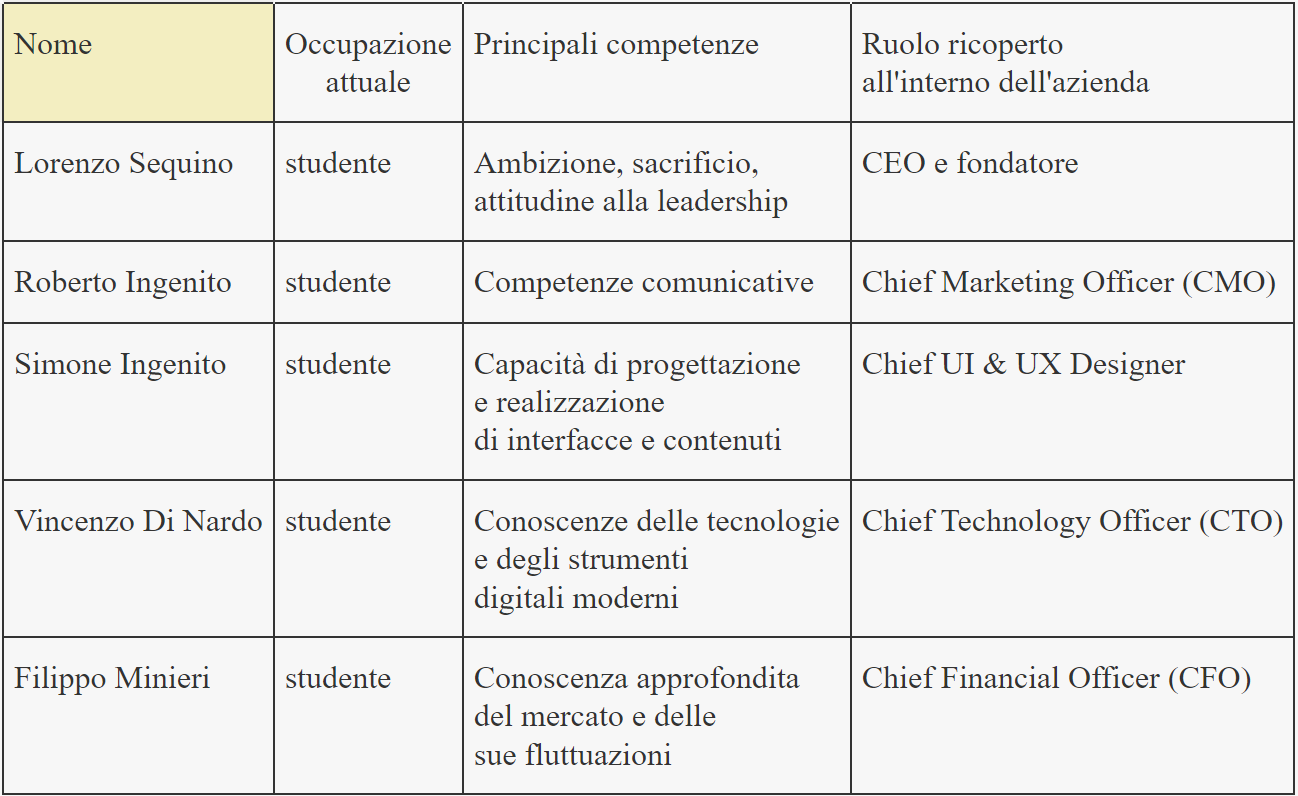 Nome
Occupazione
attuale
Principali competenze
Ruolo ricoperto
all'interno dell'azienda
Lorenzo Sequino
studente
Ambizione, sacrificio,
attitudine alla leadership
CEO e fondatore
Roberto Ingenito
studente
Competenze comunicative
Chief Marketing Officer (CMO)
Simone Ingenito
studente
Capacità di progettazione
e realizzazione
di interfacce e contenuti
Chief UI & UX Designer
Vincenzo Di Nardo
studente
Conoscenze delle tecnologie
e degli strumenti
digitali moderni
Chief Technology Officer (CTO)
Filippo Minieri
studente
Conoscenza approfondita
del mercato e delle
sue fluttuazioni
Chief Financial Officer (CFO)